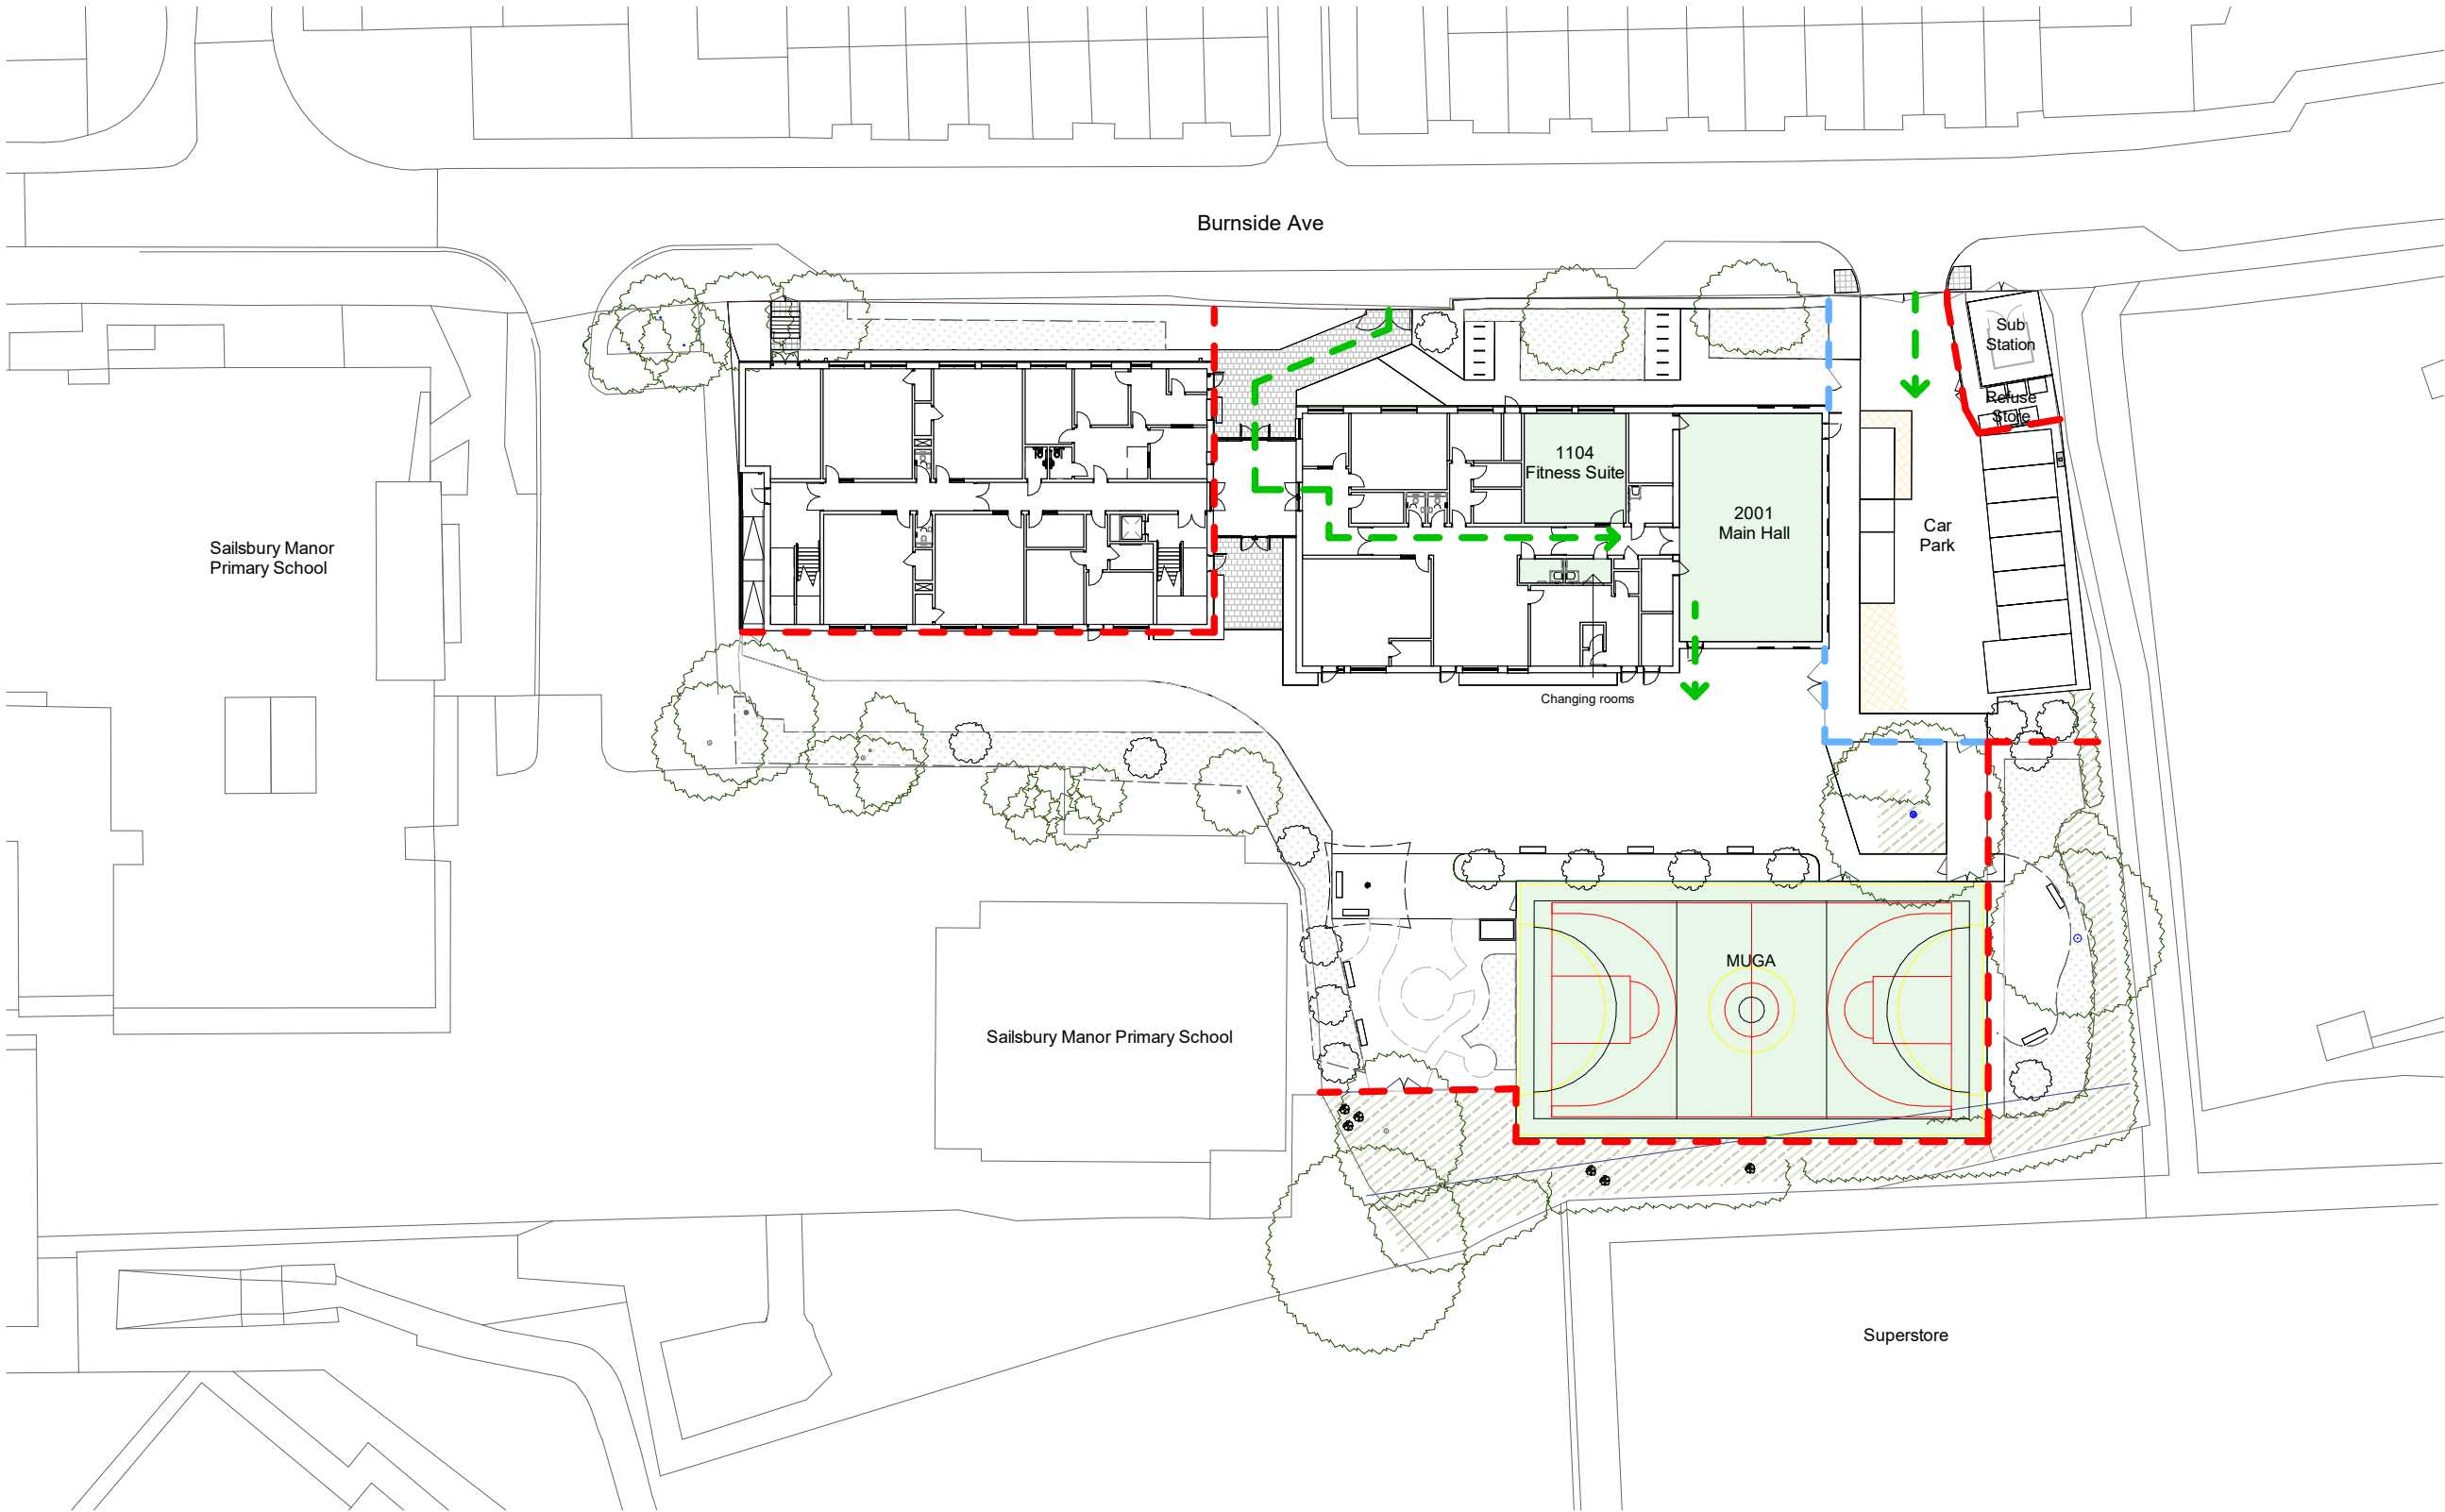 Burnside Ave
Sub
Station
Refuse
Store
1104
Fitness Suite
2001
Main Hall
Car
Park
Sailsbury Manor
Primary School
Changing rooms
MUGA
Sailsbury Manor Primary School
Superstore